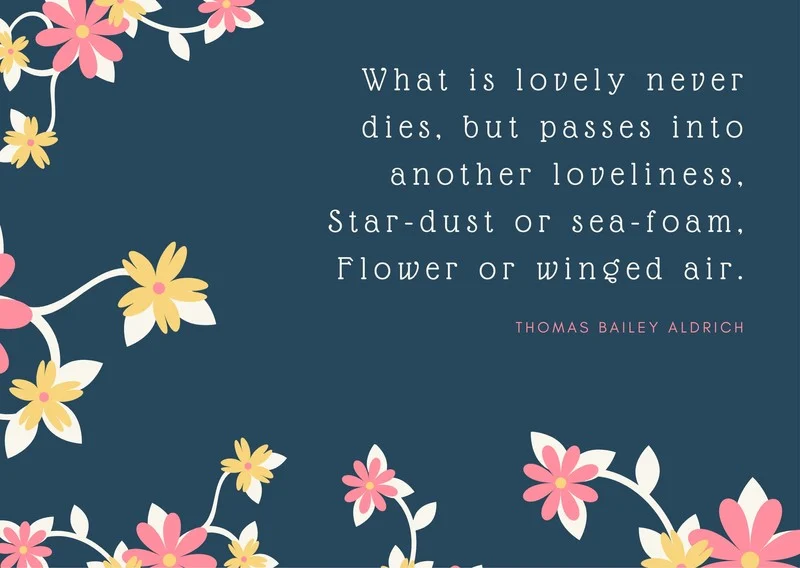 What is lovely never
dies, but passes into
another loveliness,
Star-dust or sea-foam,
Flower or winged air.
THOMAS BAILEY ALDRICH